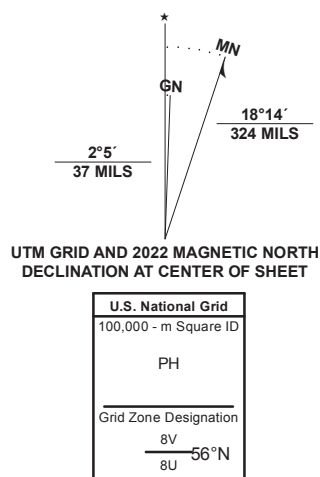 ★
MN
GN
18°14´
324 MILS
2°5´
37 MILS
UTM GRID AND 2022 MAGNETIC NORTH
DECLINATION AT CENTER OF SHEET
U.S. National Grid
100,000 - m Square ID
PH
Grid Zone Designation
8V
56°N
8U